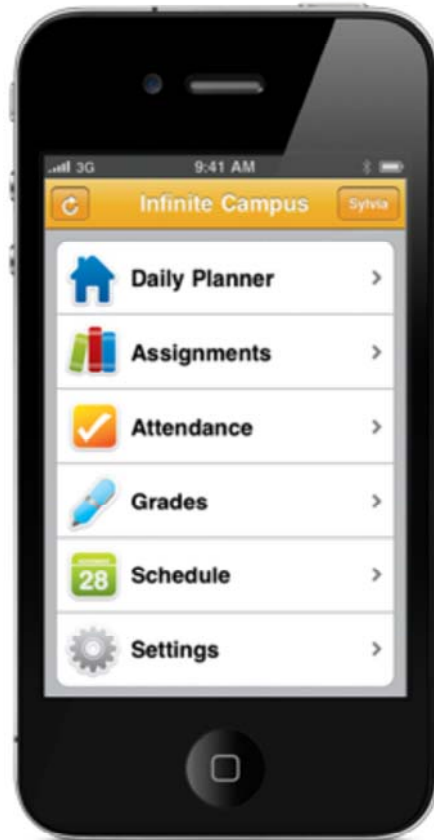 3G 9:41 AM
Infinite Campus Sylvia
Daily Planner
Assignments
Attendance
Grades
28 Schedule
Settings